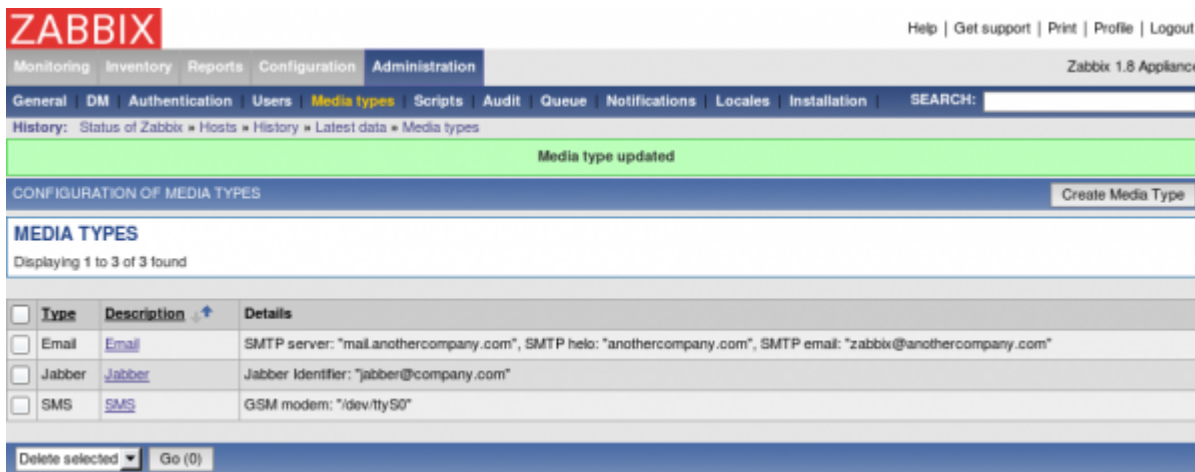 ZABBIX
Help | Get support | Print | Profile | Logout
Monitoring Inventory Reports Configuration Administration
Zabbix 1.8 Appliance
General | DM | Authentication | Users | Media types | Scripts | Audit | Queue | Notifications | Locales | Installation | SEARCH:
History: Status of Zabbix » Hosts » History » Latest data » Media types
Media type updated
CONFIGURATION OF MEDIA TYPES
Create Media Type
MEDIA TYPES
Displaying 1 to 3 of 3 found
Type Description Details
Email Email SMTP server: "mail.anothercompany.com", SMTP helo: "anothercompany.com", SMTP email: "zabbix@anothercompany.com"
Jabber Jabber Jabber Identifier: "jabber@company.com"
SMS SMS GSM modem: "/dev/ttyS0"
Delete selected Go (0)